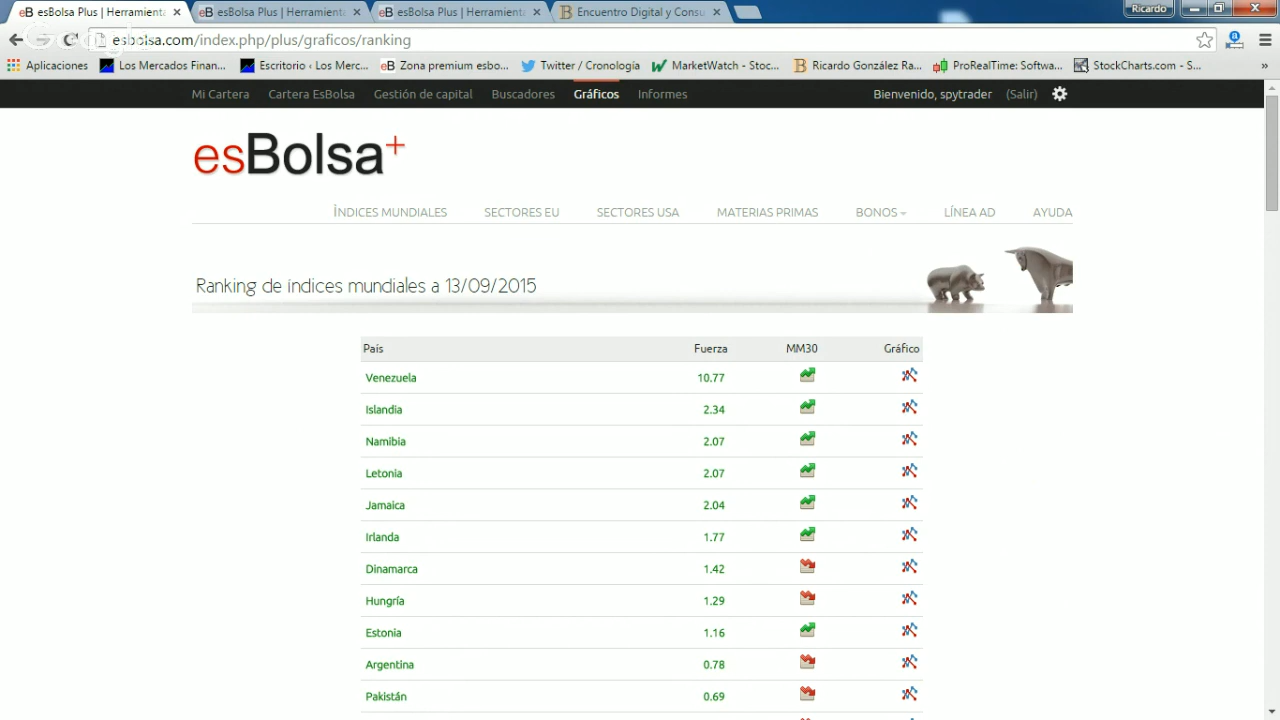 esBolsa Plus | Herramienta
esBolsa Plus | Herramienta
esBolsa Plus | Herramienta
Encuentro Digital y Consu
Ricardo
esbolsa.com/index.php/plus/graficos/ranking
Aplicaciones
Los Mercados Finan...
Escritorio ‹ Los Merc...
Zona premium esbo...
Twitter / Cronología
MarketWatch - Stoc...
Ricardo González Ra...
ProRealTime: Softwa...
StockCharts.com - S...
»
Mi Cartera Cartera EsBolsa Gestión de capital Buscadores Gráficos Informes Bienvenido, spytrader (Salir)
esBolsa+
ÍNDICES MUNDIALES SECTORES EU SECTORES USA MATERIAS PRIMAS BONOS LÍNEA AD AYUDA
Ranking de índices mundiales a 13/09/2015
País Fuerza MM30 Gráfico
Venezuela 10.77
Islandia 2.34
Namibia 2.07
Letonia 2.07
Jamaica 2.04
Irlanda 1.77
Dinamarca 1.42
Hungría 1.29
Estonia 1.16
Argentina 0.78
Pakistán 0.69